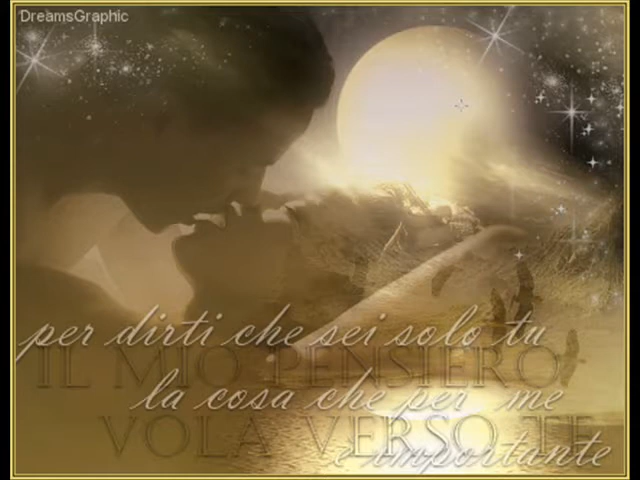 DreamsGraphic
per dirti che sei solo tu
IL MIO PENSIERO
la cosa che per me
VOLA VERSO TE
è importante